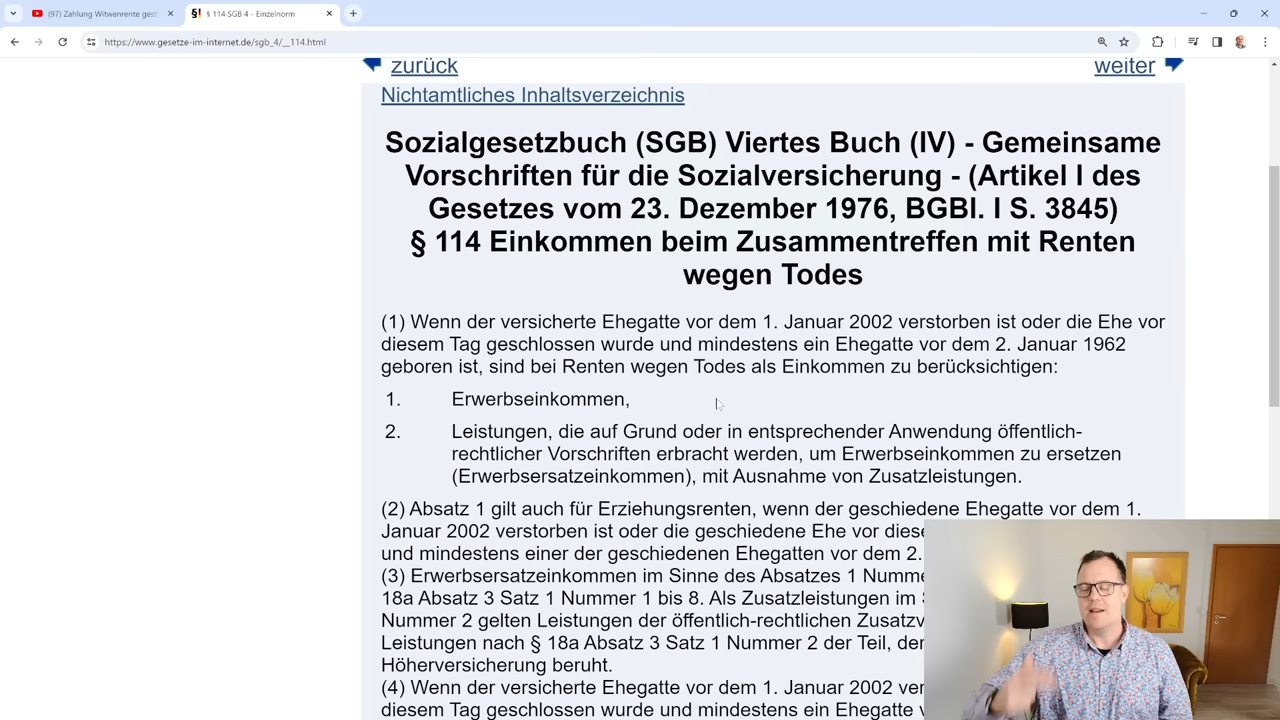 (97) Zahlung Witwenrente gest
§ 114 SGB 4 - Einzelnorm
https://www.gesetze-im-internet.de/sgb_4/__114.html
zurück
weiter
Nichtamtliches Inhaltsverzeichnis
Sozialgesetzbuch (SGB) Viertes Buch (IV) - Gemeinsame
Vorschriften für die Sozialversicherung - (Artikel I des
Gesetzes vom 23. Dezember 1976, BGBl. I S. 3845)
§ 114 Einkommen beim Zusammentreffen mit Renten
wegen Todes
(1) Wenn der versicherte Ehegatte vor dem 1. Januar 2002 verstorben ist oder die Ehe vor
diesem Tag geschlossen wurde und mindestens ein Ehegatte vor dem 2. Januar 1962
geboren ist, sind bei Renten wegen Todes als Einkommen zu berücksichtigen:
1. Erwerbseinkommen,
2. Leistungen, die auf Grund oder in entsprechender Anwendung öffentlich-
rechtlicher Vorschriften erbracht werden, um Erwerbseinkommen zu ersetzen
(Erwerbsersatzeinkommen), mit Ausnahme von Zusatzleistungen.
(2) Absatz 1 gilt auch für Erziehungsrenten, wenn der geschiedene Ehegatte vor dem 1.
Januar 2002 verstorben ist oder die geschiedene Ehe vor diese
und mindestens einer der geschiedenen Ehegatten vor dem 2.
(3) Erwerbsersatzeinkommen im Sinne des Absatzes 1 Numme
18a Absatz 3 Satz 1 Nummer 1 bis 8. Als Zusatzleistungen im
Nummer 2 gelten Leistungen der öffentlich-rechtlichen Zusatzv
Leistungen nach § 18a Absatz 3 Satz 1 Nummer 2 der Teil, der
Höherversicherung beruht.
(4) Wenn der versicherte Ehegatte vor dem 1. Januar 2002 ver
diesem Tag geschlossen wurde und mindestens ein Ehegatte v